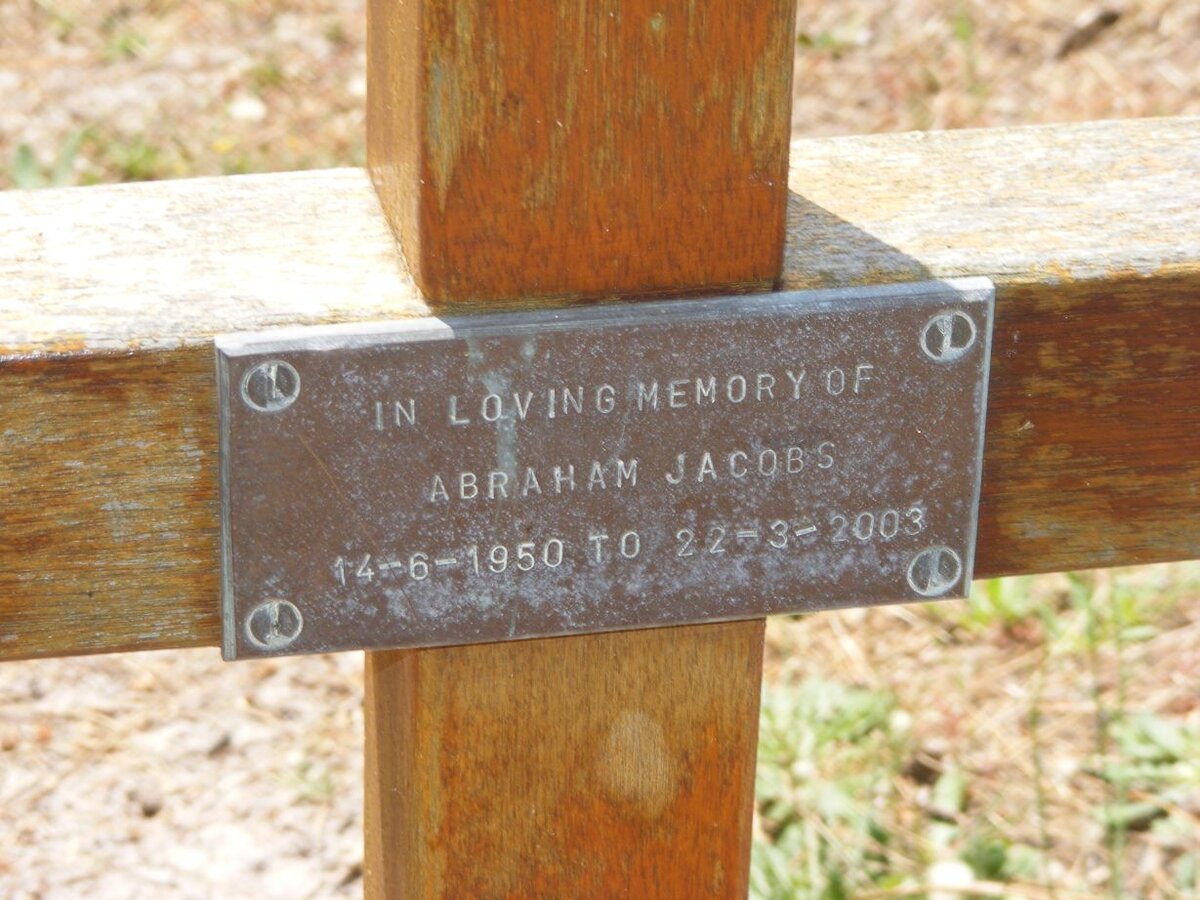 IN LOVING MEMORY OF
ABRAHAM JACOBS
14-6-1950 TO 22-3-2003